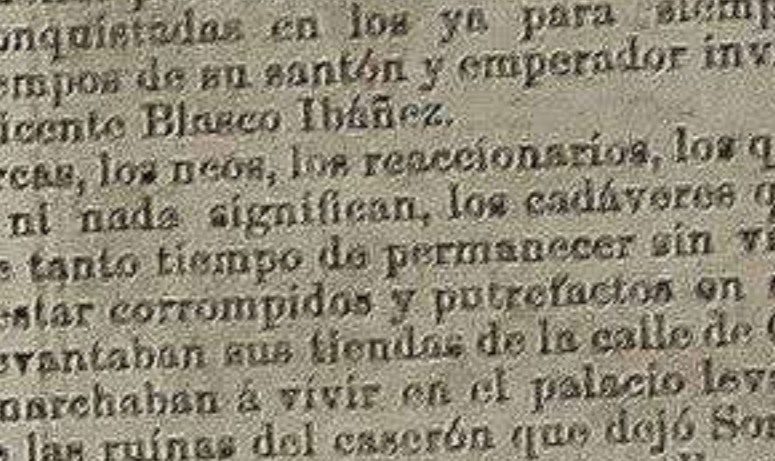 onquistadas en los ya para siemp
empos de su santón y emperador inv
icente Blasco Ibáñez.
rcas, los neos, los reaccionarios, los q
ni nada significan, los cadáveres q
e tanto tiempo de permanecer sin vi
estar corrompidos y putrefactos en
evantaban sus tiendas de la calle de
marchaban á vivir en el palacio lev
e las ruinas del caserón que dejó Sor